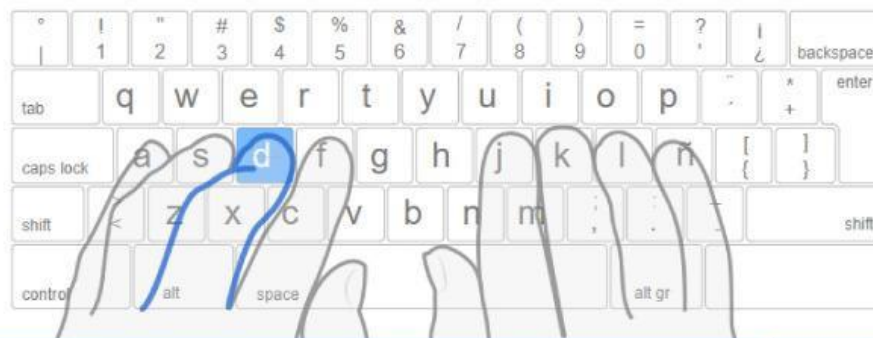 ° ! " # $ % & / ( ) = ? ¡
| 1 2 3 4 5 6 7 8 9 0 ' ¿ backspace
tab q w e r t y u i o p ¨ ´ * + enter
caps lock a s d f g h j k l ñ [ { ] }
shift > < z x c v b n m ; , : . _ - shift
control alt space alt gr